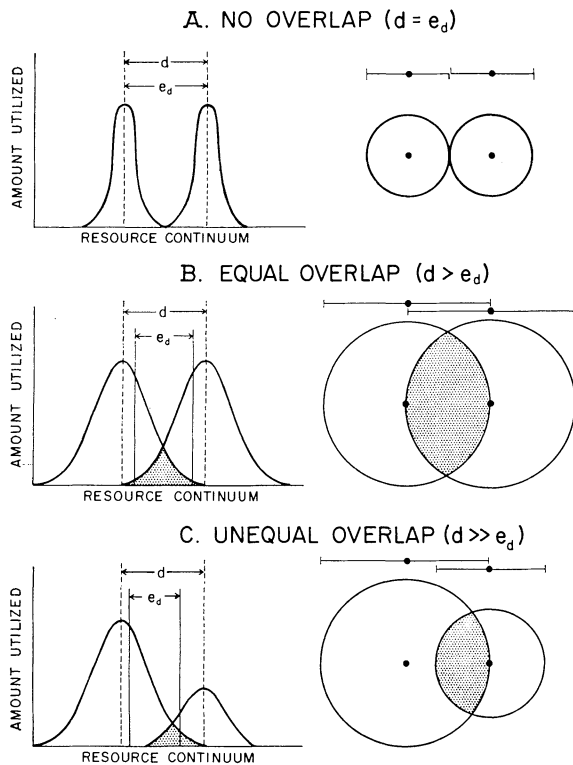 A. NO OVERLAP (d = e_d)
d
e_d
AMOUNT UTILIZED
RESOURCE CONTINUUM
B. EQUAL OVERLAP (d > e_d)
d
e_d
AMOUNT UTILIZED
RESOURCE CONTINUUM
C. UNEQUAL OVERLAP (d >> e_d)
d
e_d
AMOUNT UTILIZED
RESOURCE CONTINUUM